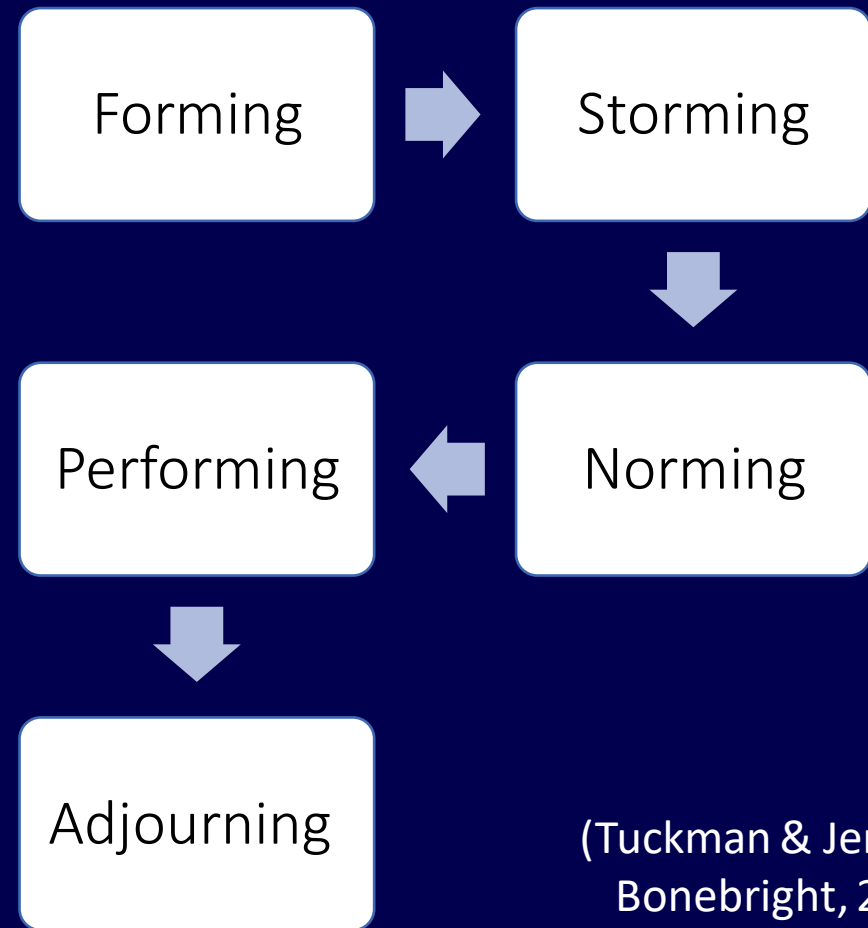 Forming
Storming
Norming
Performing
Adjourning
(Tuckman &
Bonebright,